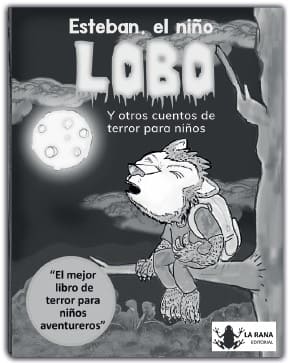 Esteban, el niño
LOBO
Y otros cuentos de
terror para niños
“El mejor
libro de
terror para
niños
aventureros”
LA RANA
EDITORIAL